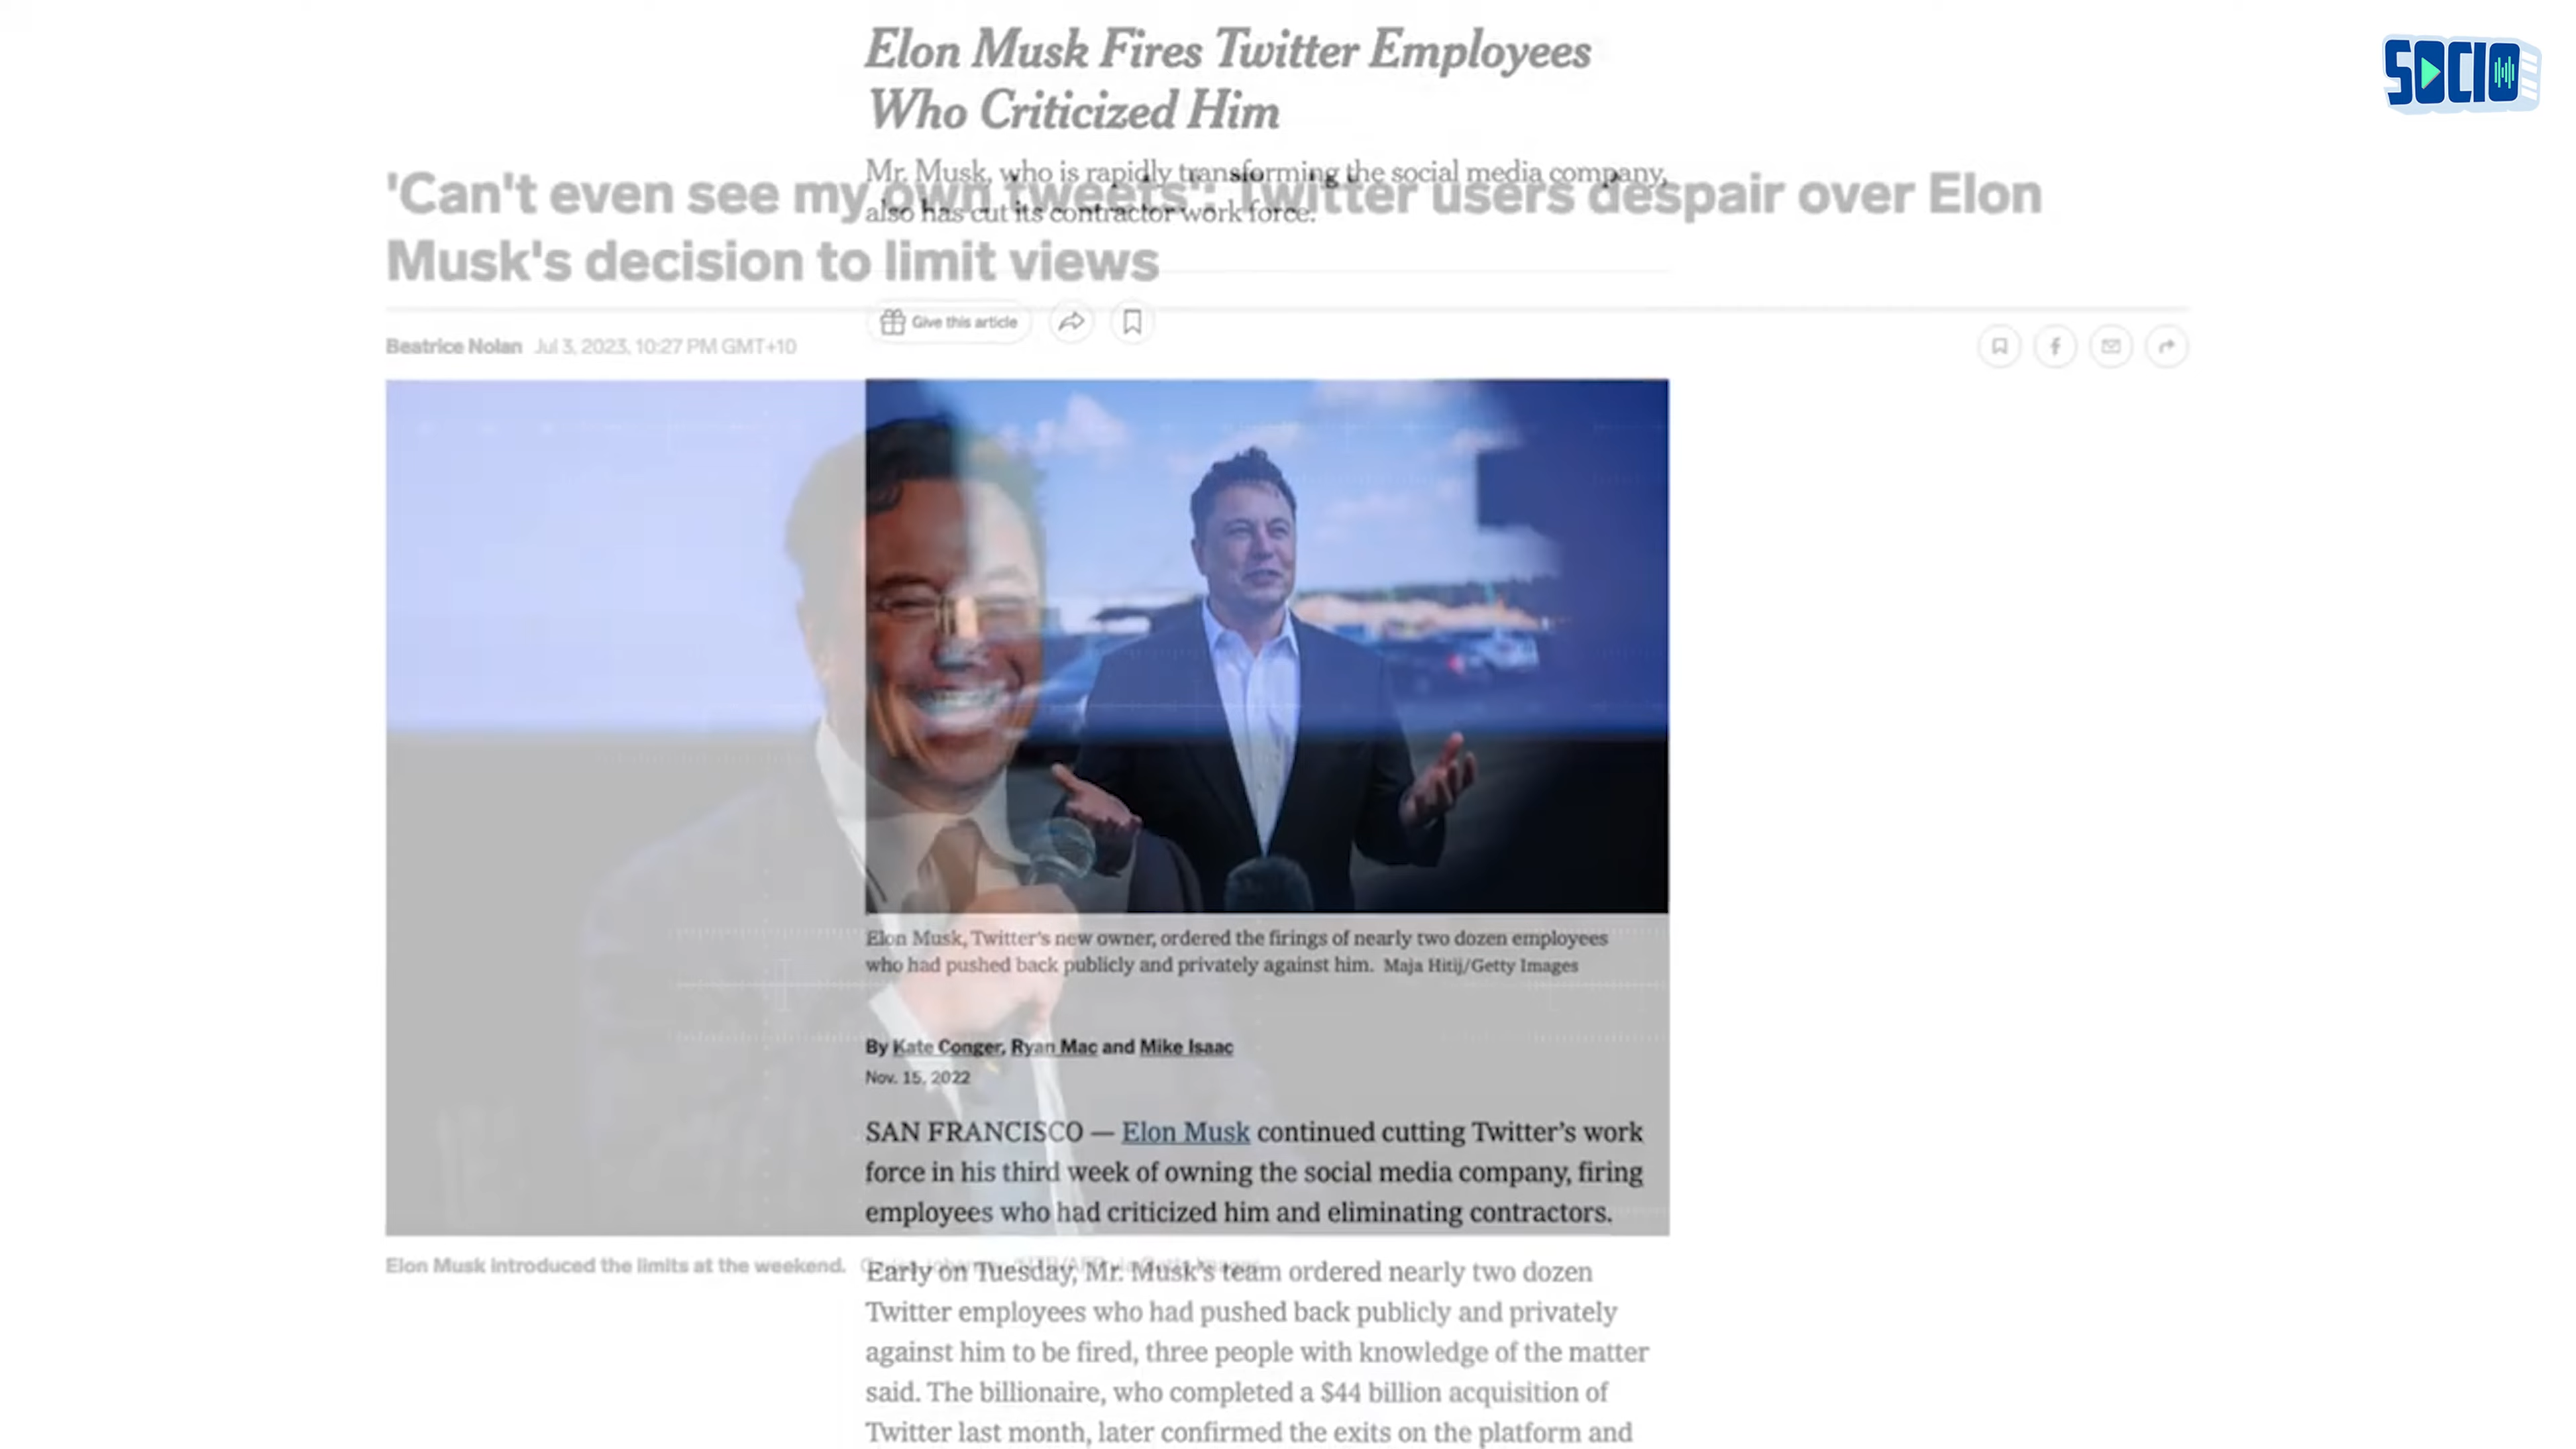 SOCIO
Elon Musk Fires Twitter Employees
Who Criticized Him
Mr. Musk, who is rapidly transforming the social media company,
also has cut its contractor work force.
'Can't even see my own tweets': Twitter users despair over Elon
Musk's decision to limit views
Give this article
Beatrice Nolan Jul 3, 2023, 10:27 PM GMT+10
Elon Musk, Twitter's new owner, ordered the firings of nearly two dozen employees
who had pushed back publicly and privately against him. Maja Hitij/Getty Images
By Kate Conger, Ryan Mac and Mike Isaac
Nov. 15, 2022
SAN FRANCISCO — Elon Musk continued cutting Twitter's work
force in his third week of owning the social media company, firing
employees who had criticized him and eliminating contractors.
Elon Musk introduced the limits at the weekend.
Early on Tuesday, Mr. Musk's team ordered nearly two dozen
Twitter employees who had pushed back publicly and privately
against him to be fired, three people with knowledge of the matter
said. The billionaire, who completed a $44 billion acquisition of
Twitter last month, later confirmed the exits on the platform and